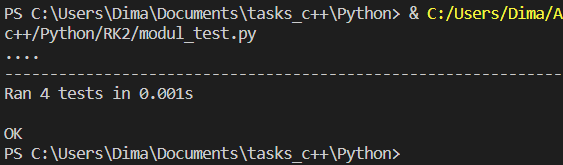 PS C:\Users\Dima\Documents\tasks_c++\Python> & C:/Users/Dima/A
c++/Python/RK2/modul_test.py
....
----------------------------------------------------------------------
Ran 4 tests in 0.001s
OK
PS C:\Users\Dima\Documents\tasks_c++\Python>